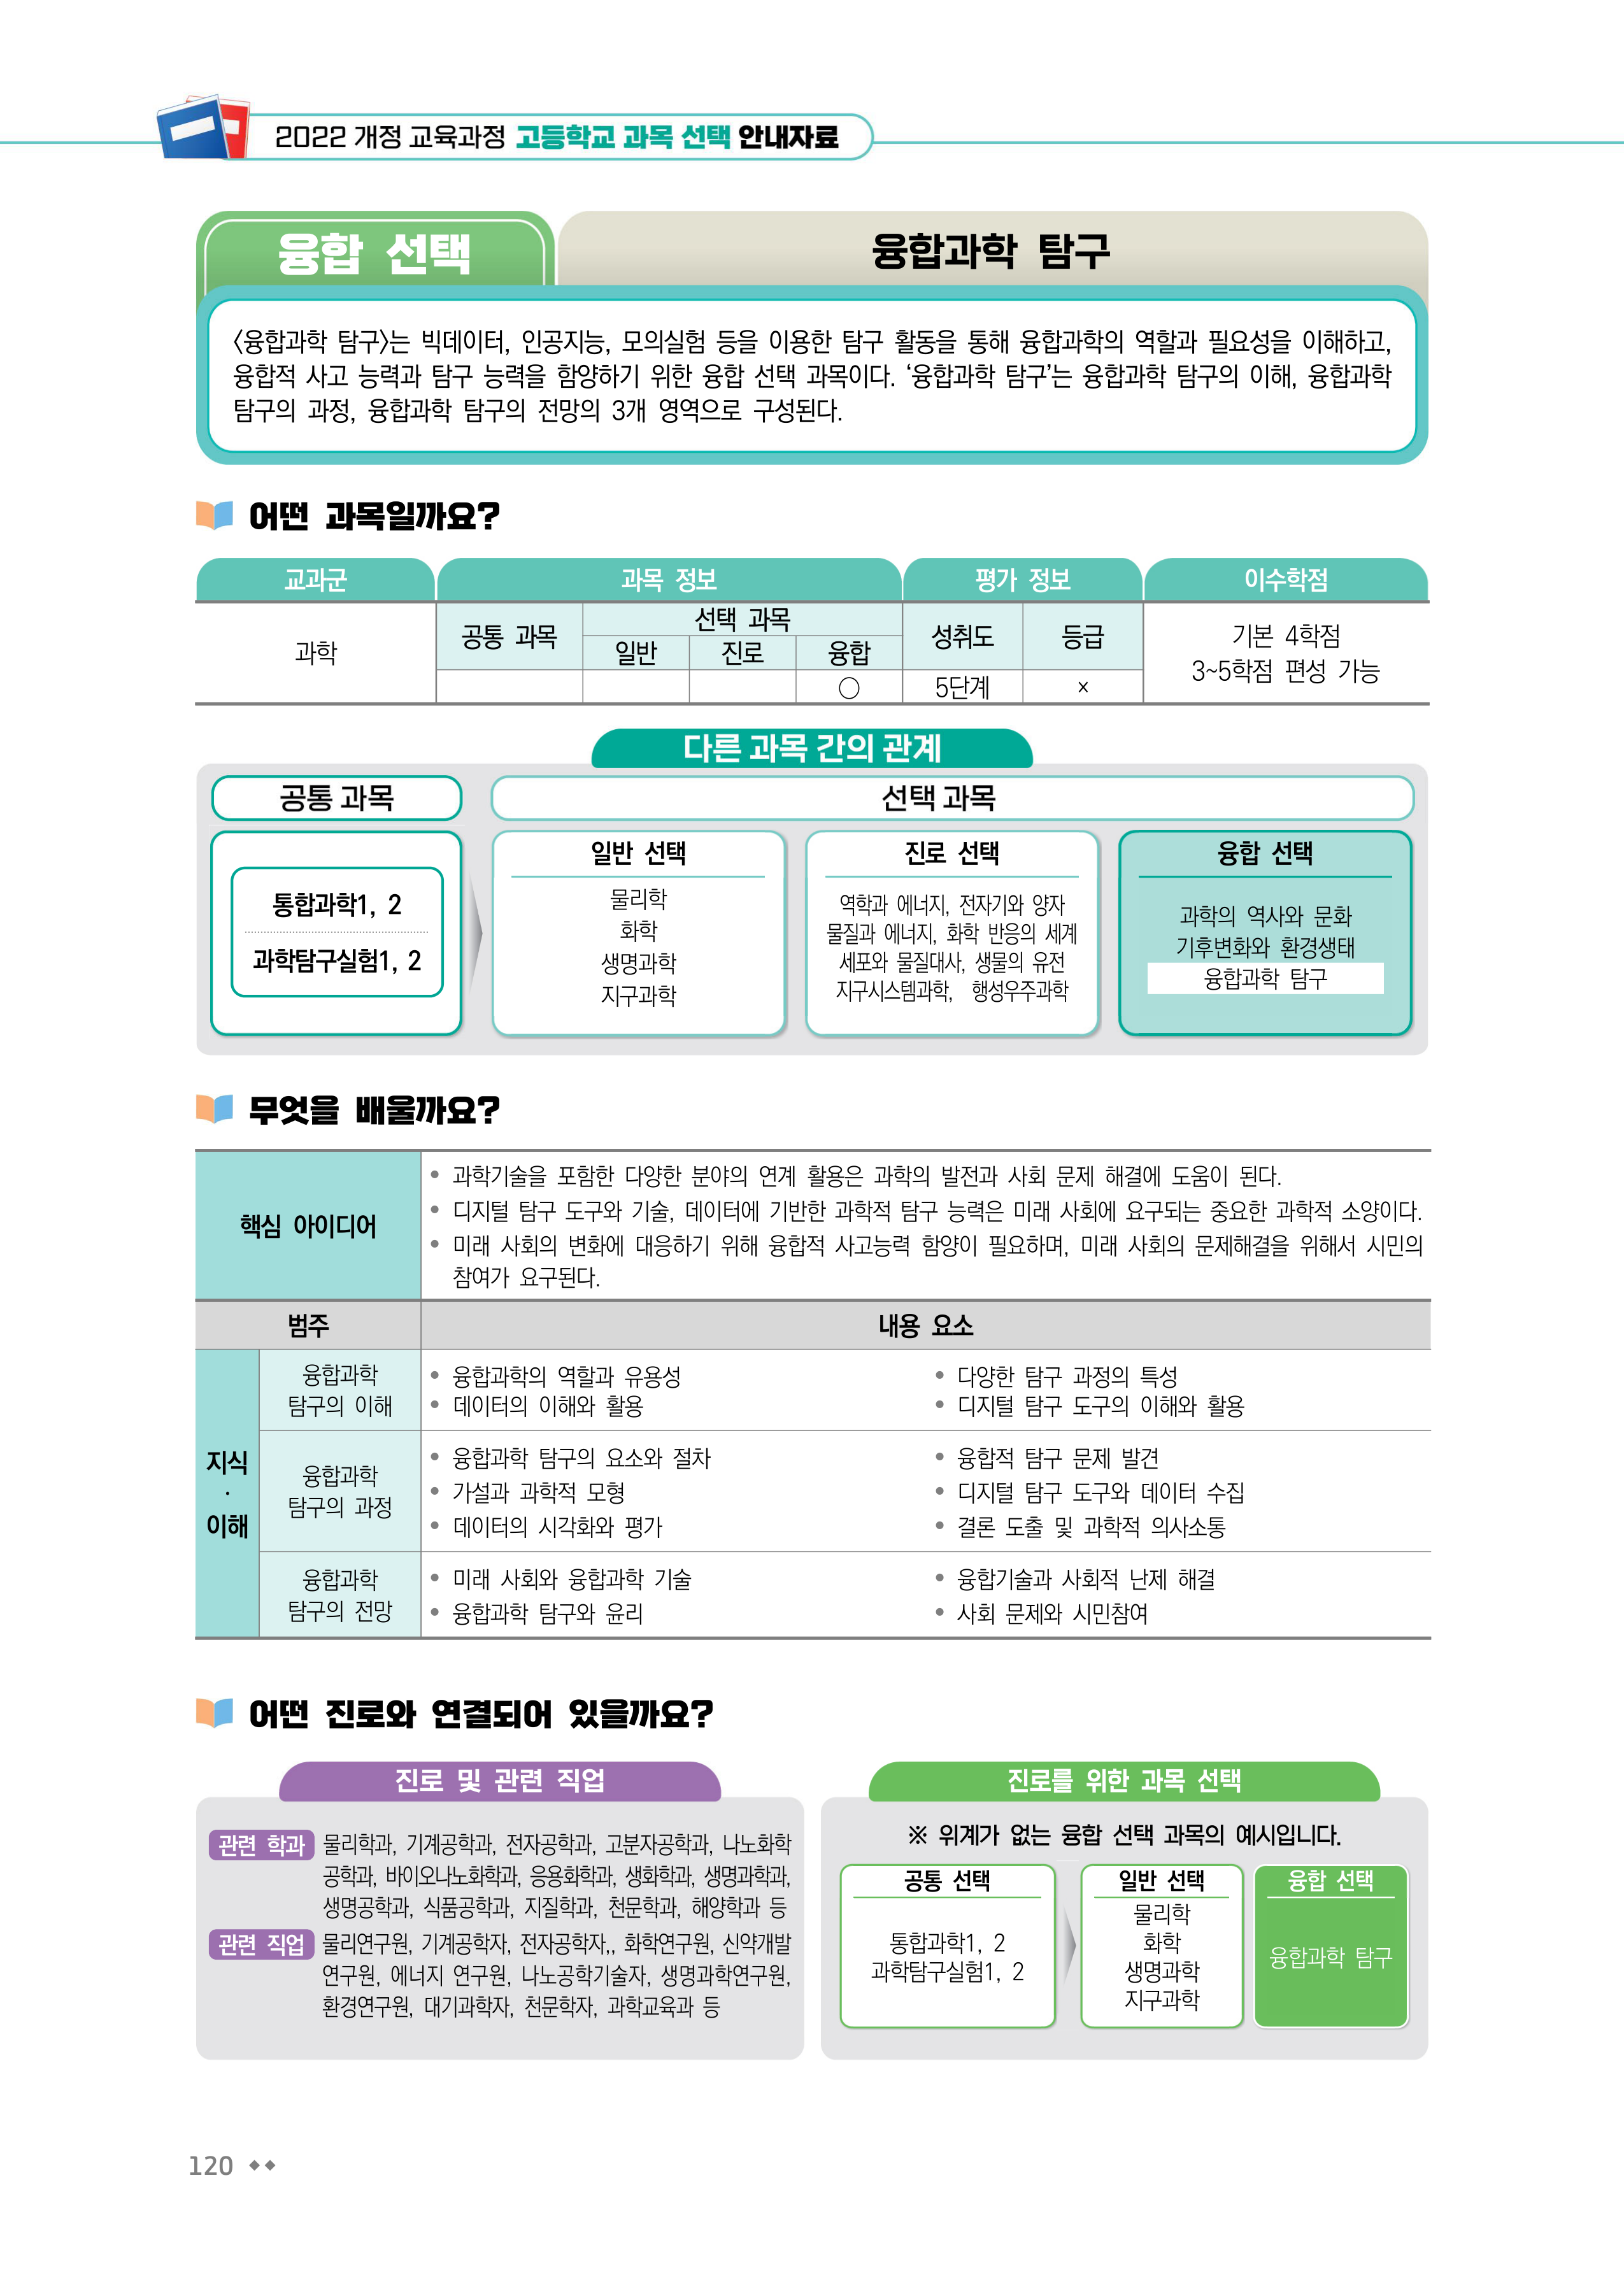 2022 개정 교육과정 고등학교 과목 선택 안내자료
융합 선택
융합과학 탐구
〈융합과학 탐구〉는 빅데이터, 인공지능, 모의실험 등을 이용한 탐구 활동을 통해 융합과학의 역할과 필요성을 이해하고,
융합적 사고 능력과 탐구 능력을 함양하기 위한 융합 선택 과목이다. ‘융합과학 탐구’는 융합과학 탐구의 이해, 융합과학
탐구의 과정, 융합과학 탐구의 전망의 3개 영역으로 구성된다.
어떤 과목일까요?
교과군 과목 정보 평가 정보 이수학점
과학
공통 과목
선택 과목
일반 진로 융합
성취도 등급
○ 5단계 ×
기본 4학점
3~5학점 편성 가능
다른 과목 간의 관계
공통 과목
선택 과목
통합과학1, 2
과학탐구실험1, 2
일반 선택
물리학
화학
생명과학
지구과학
진로 선택
역학과 에너지, 전자기와 양자
물질과 에너지, 화학 반응의 세계
세포와 물질대사, 생물의 유전
지구시스템과학, 행성우주과학
융합 선택
과학의 역사와 문화
기후변화와 환경생태
융합과학 탐구
무엇을 배울까요?
핵심 아이디어
• 과학기술을 포함한 다양한 분야의 연계 활용은 과학의 발전과 사회 문제 해결에 도움이 된다.
• 디지털 탐구 도구와 기술, 데이터에 기반한 과학적 탐구 능력은 미래 사회에 요구되는 중요한 과학적 소양이다.
• 미래 사회의 변화에 대응하기 위해 융합적 사고능력 함양이 필요하며, 미래 사회의 문제해결을 위해서 시민의
참여가 요구된다.
범주 내용 요소
지식
·
이해
융합과학
탐구의 이해
• 융합과학의 역할과 유용성 • 다양한 탐구 과정의 특성
• 데이터의 이해와 활용 • 디지털 탐구 도구의 이해와 활용
융합과학
탐구의 과정
• 융합과학 탐구의 요소와 절차 • 융합적 탐구 문제 발견
• 가설과 과학적 모형 • 디지털 탐구 도구와 데이터 수집
• 데이터의 시각화와 평가 • 결론 도출 및 과학적 의사소통
융합과학
탐구의 전망
• 미래 사회와 융합과학 기술 • 융합기술과 사회적 난제 해결
• 융합과학 탐구와 윤리 • 사회 문제와 시민참여
어떤 진로와 연결되어 있을까요?
진로 및 관련 직업
관련 학과 물리학과, 기계공학과, 전자공학과, 고분자공학과, 나노화학
공학과, 바이오나노화학과, 응용화학과, 생화학과, 생명과학과,
생명공학과, 식품공학과, 지질학과, 천문학과, 해양학과 등
관련 직업 물리연구원, 기계공학자, 전자공학자,, 화학연구원, 신약개발
연구원, 에너지 연구원, 나노공학기술자, 생명과학연구원,
환경연구원, 대기과학자, 천문학자, 과학교육과 등
진로를 위한 과목 선택
※ 위계가 없는 융합 선택 과목의 예시입니다.
공통 선택
통합과학1, 2
과학탐구실험1, 2
일반 선택
물리학
화학
생명과학
지구과학
융합 선택
융합과학 탐구
120 ◆◆